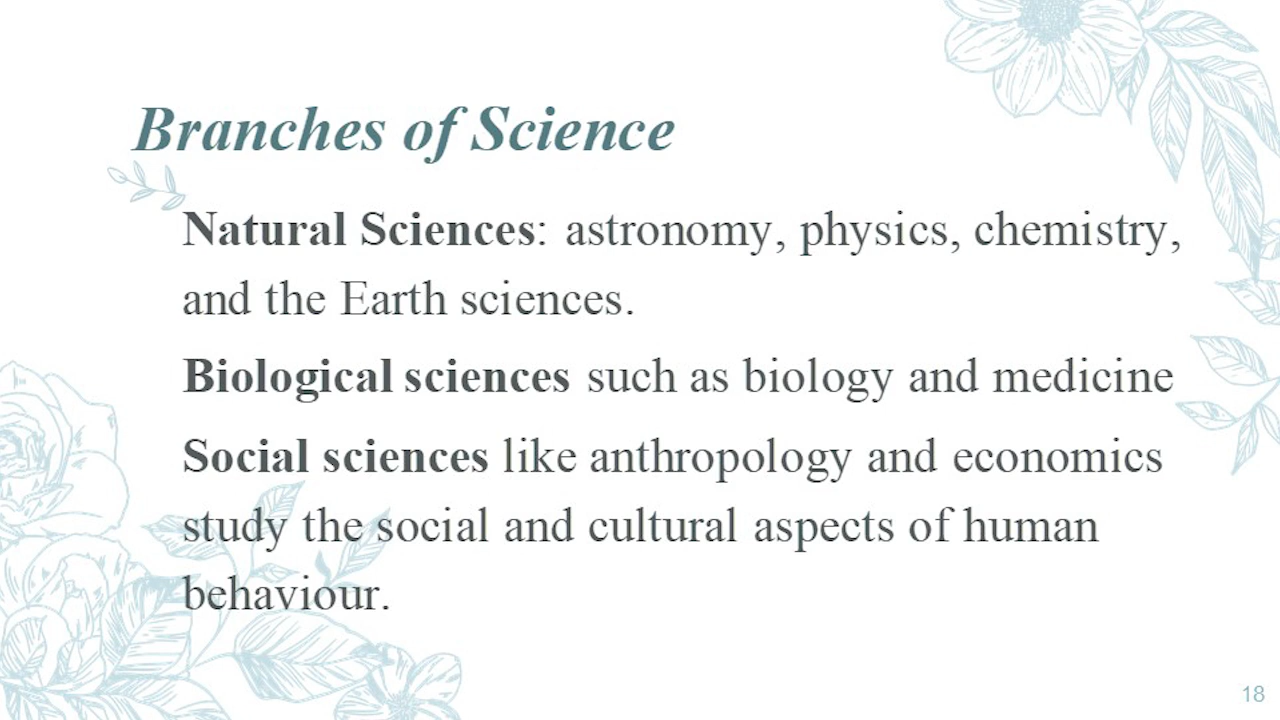 Branches of Science
Natural Sciences: astronomy, physics, chemistry,
and the Earth sciences.
Biological sciences such as biology and medicine
Social sciences like anthropology and economics
study the social and cultural aspects of human
behaviour.
18